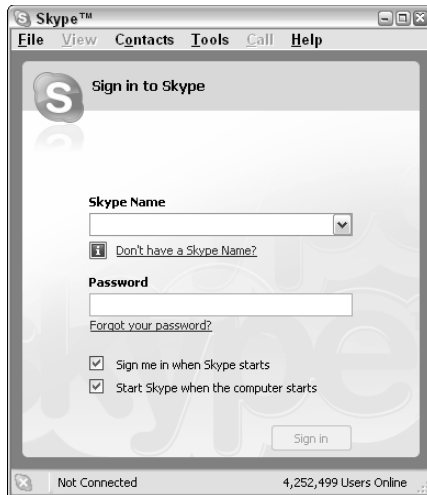 Skype™
File View Contacts Tools Call Help
S Sign in to Skype
Skype Name
Don't have a Skype Name?
Password
Forgot your password?
Sign me in when Skype starts
Start Skype when the computer starts
Sign in
Not Connected 4,252,499 Users Online